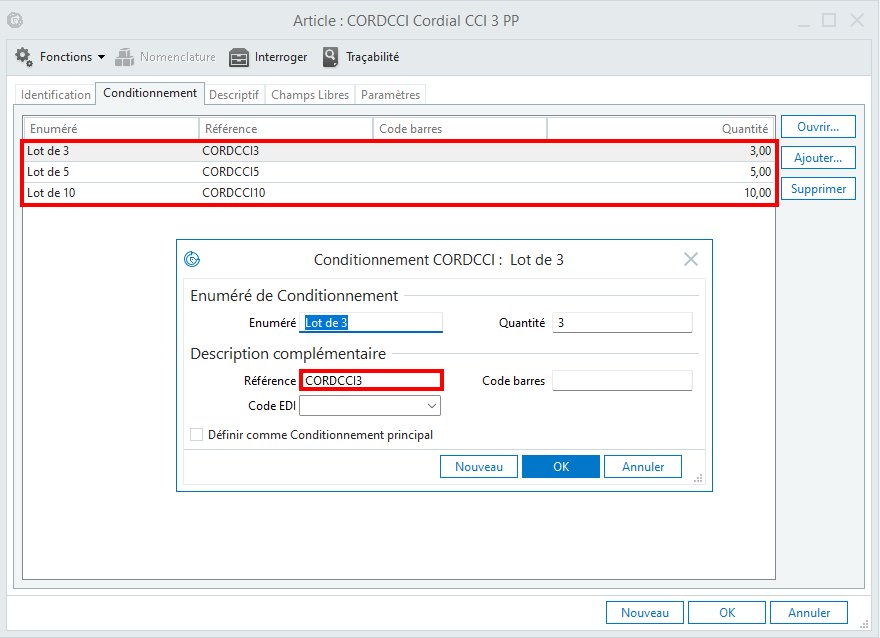 Article : CORDCCI Cordial CCI 3 PP
Fonctions Nomenclature Interroger Traçabilité
Identification Conditionnement Descriptif Champs Libres Paramètres
Enuméré Référence Code barres Quantité
Ouvrir...
Lot de 3 CORDCCI3 3,00
Ajouter...
Lot de 5 CORDCCI5 5,00
Supprimer
Lot de 10 CORDCCI10 10,00
Conditionnement CORDCCI : Lot de 3
Enuméré de Conditionnement
Enuméré Lot de 3 Quantité 3
Description complémentaire
Référence CORDCCI3 Code barres
Code EDI
Définir comme Conditionnement principal
Nouveau OK Annuler
Nouveau OK Annuler